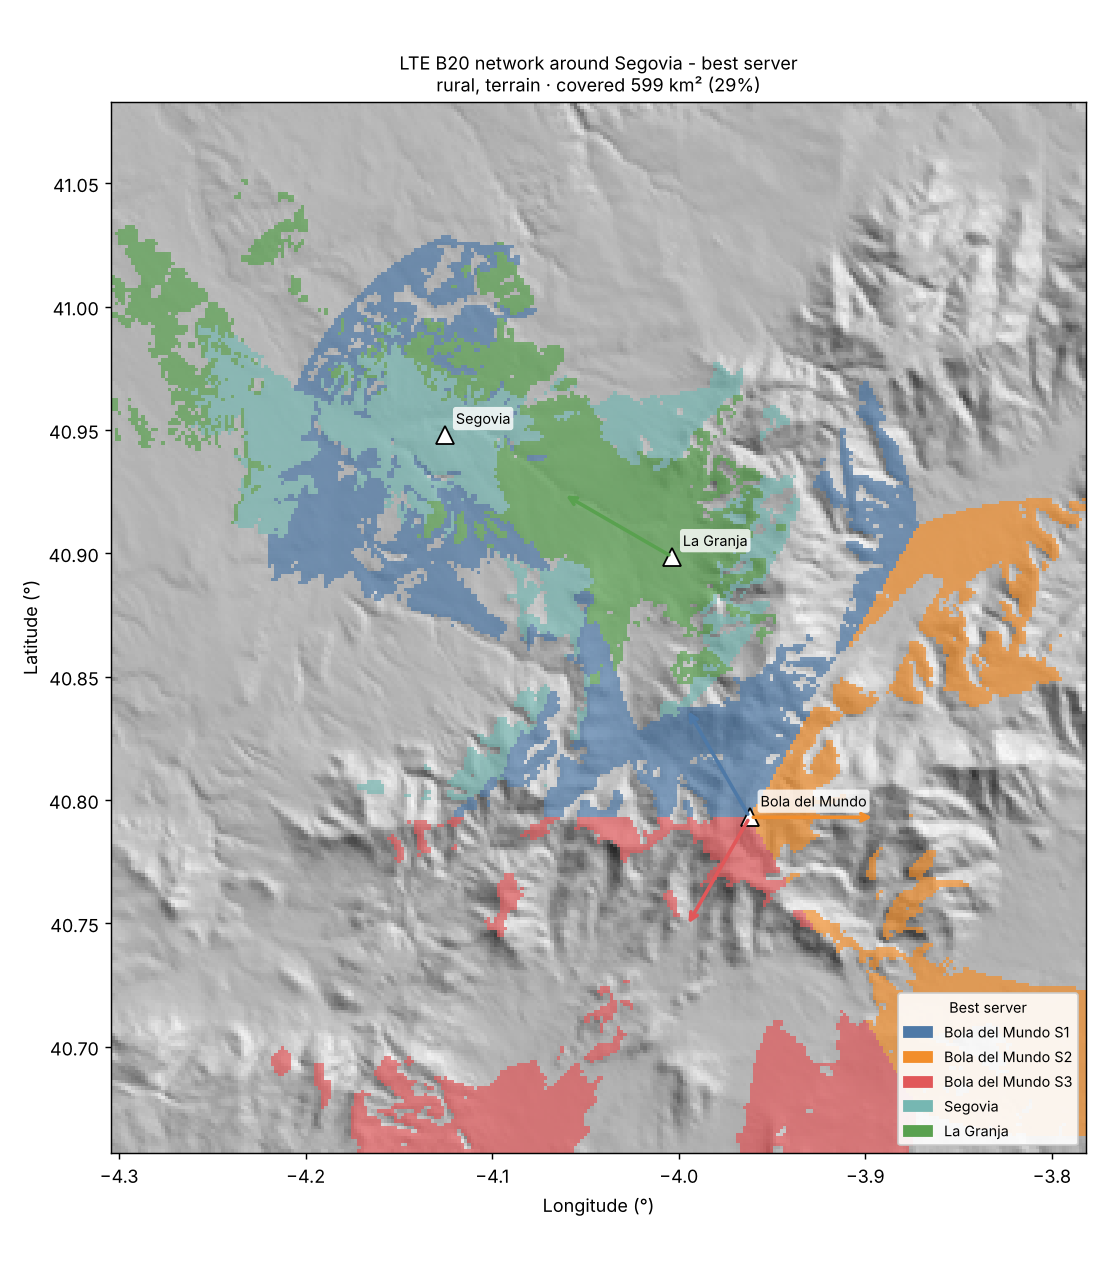 LTE B20 network around Segovia - best server
rural, terrain · covered 599 km² (29%)
Latitude (°)
41.05
41.00
40.95
40.90
40.85
40.80
40.75
40.70
Segovia
La Granja
Bola del Mundo
Best server
Bola del Mundo S1
Bola del Mundo S2
Bola del Mundo S3
Segovia
La Granja
−4.3
−4.2
−4.1
−4.0
−3.9
−3.8
Longitude (°)